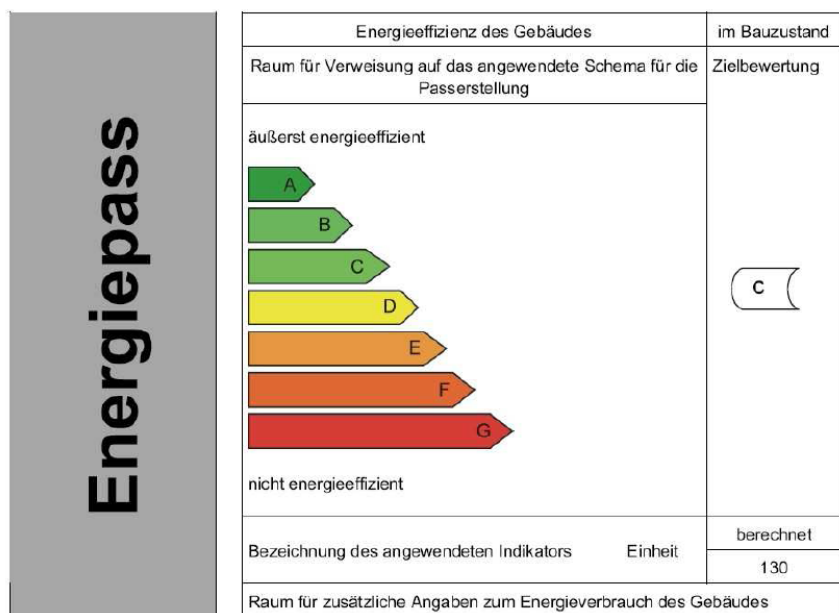 Energiepass
Energieeffizienz des Gebäudes
im Bauzustand
Raum für Verweisung auf das angewendete Schema für die
Passerstellung
Zielbewertung
äußerst energieeffizient
A
B
C
D
E
F
G
C
nicht energieeffizient
Bezeichnung des angewendeten Indikators Einheit
berechnet
130
Raum für zusätzliche Angaben zum Energieverbrauch des Gebäudes